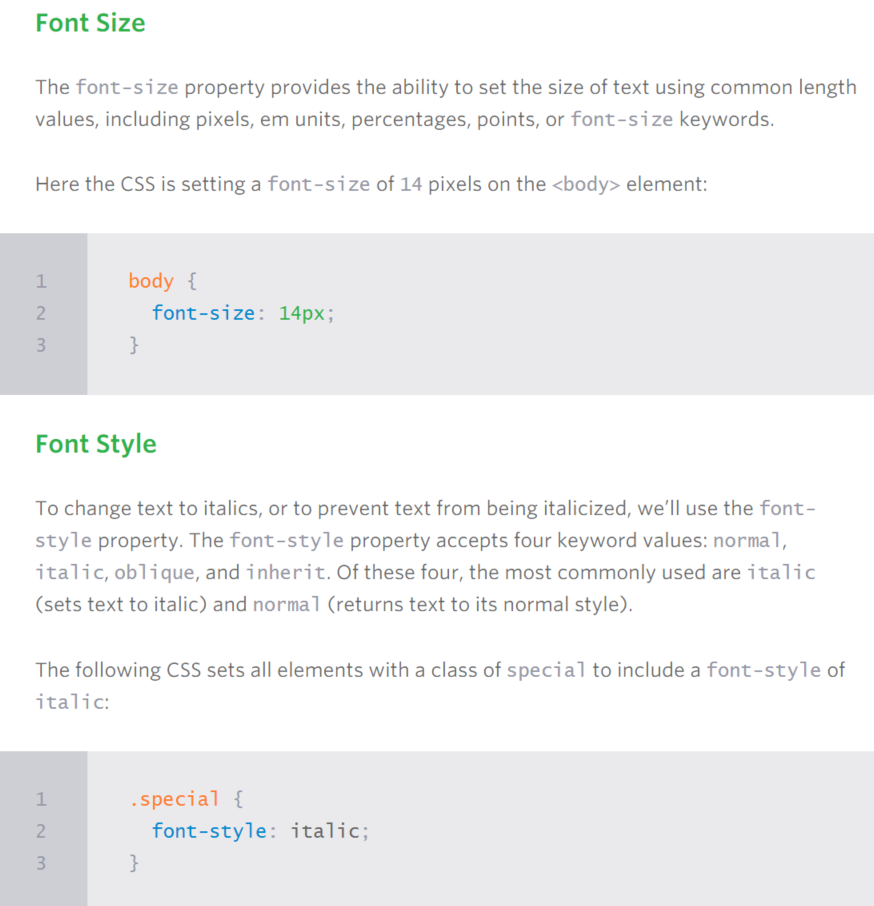 Font Size
The font-size property provides the ability to set the size of text using common length
values, including pixels, em units, percentages, points, or font-size keywords.
Here the CSS is setting a font-size of 14 pixels on the <body> element:
1 body {
2 font-size: 14px;
3 }
Font Style
To change text to italics, or to prevent text from being italicized, we’ll use the font-
style property. The font-style property accepts four keyword values: normal,
italic, oblique, and inherit. Of these four, the most commonly used are italic
(sets text to italic) and normal (returns text to its normal style).
The following CSS sets all elements with a class of special to include a font-style of
italic:
1 .special {
2 font-style: italic;
3 }